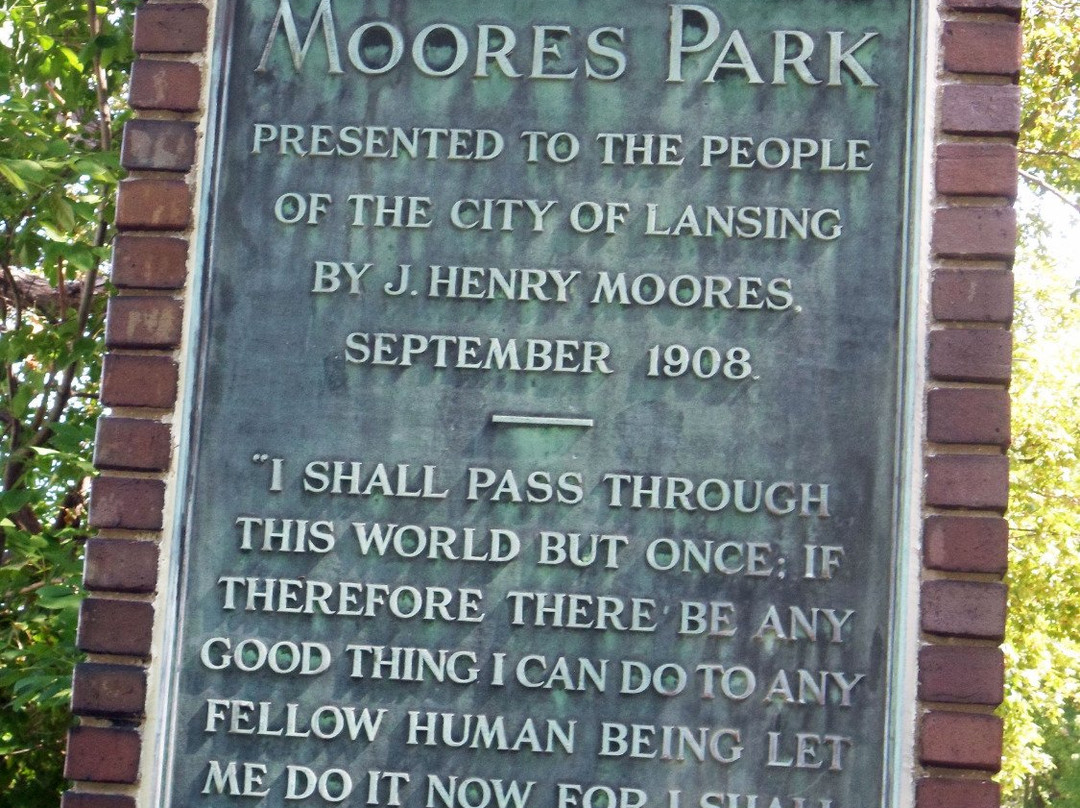 MOORES PARK
PRESENTED TO THE PEOPLE
OF THE CITY OF LANSING
BY J. HENRY MOORES.
SEPTEMBER 1908.
"I SHALL PASS THROUGH
THIS WORLD BUT ONCE; IF
THEREFORE THERE BE ANY
GOOD THING I CAN DO TO ANY
FELLOW HUMAN BEING LET
ME DO IT NOW FOR I SHALL